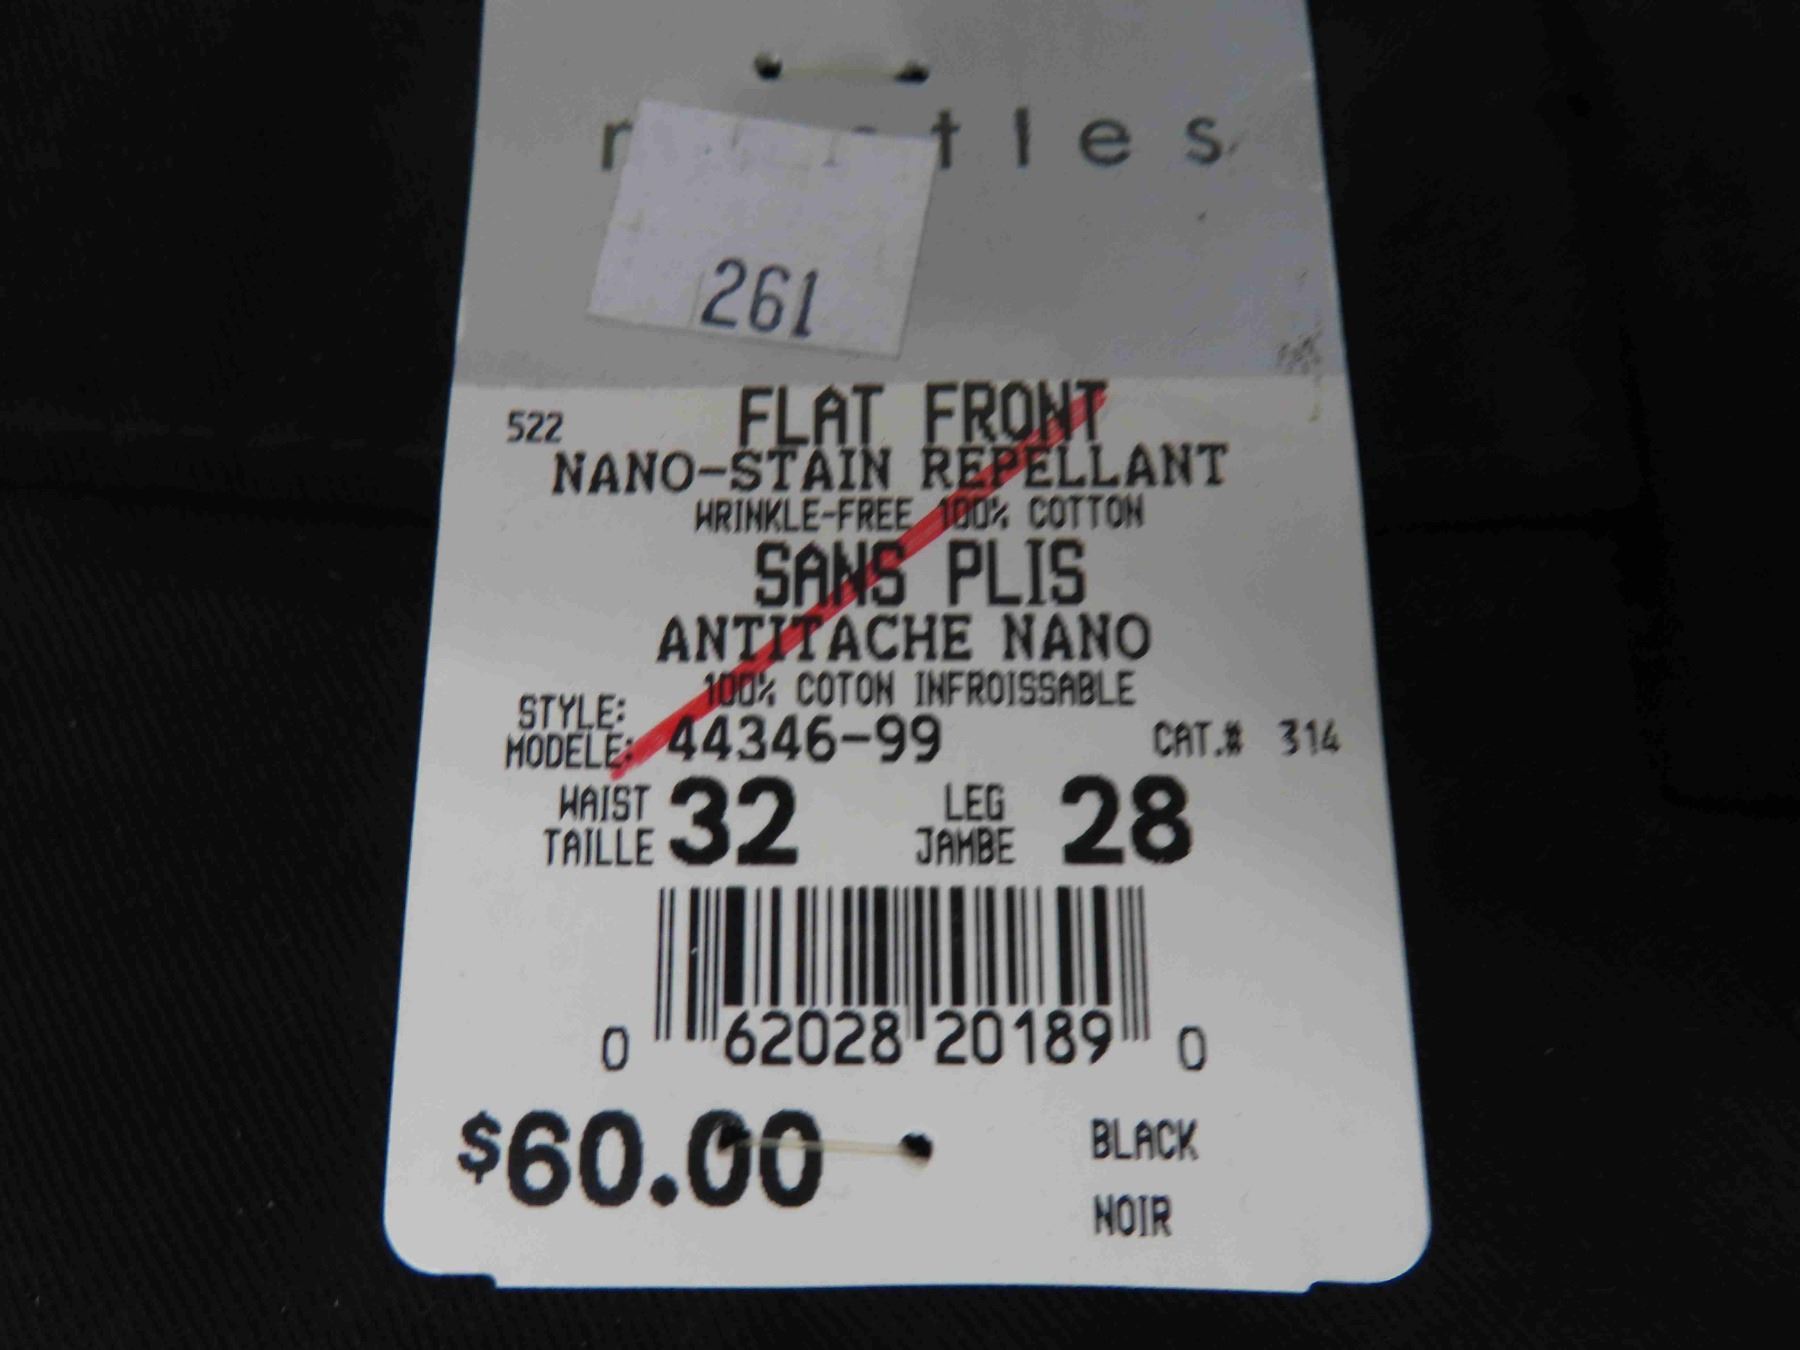 261
FLAT FRONT
522
NANO-STAIN REPELLANT
WRINKLE-FREE 100% COTTON
SANS PLIS
ANTITACHE NANO
100% COTON INFROISSABLE
STYLE:
MODELE: 44346-99 CAT.# 314
WAIST 32 LEG 28
TAILLE JAMBE
0 62028 20189 0
$60.00 BLACK
NOIR